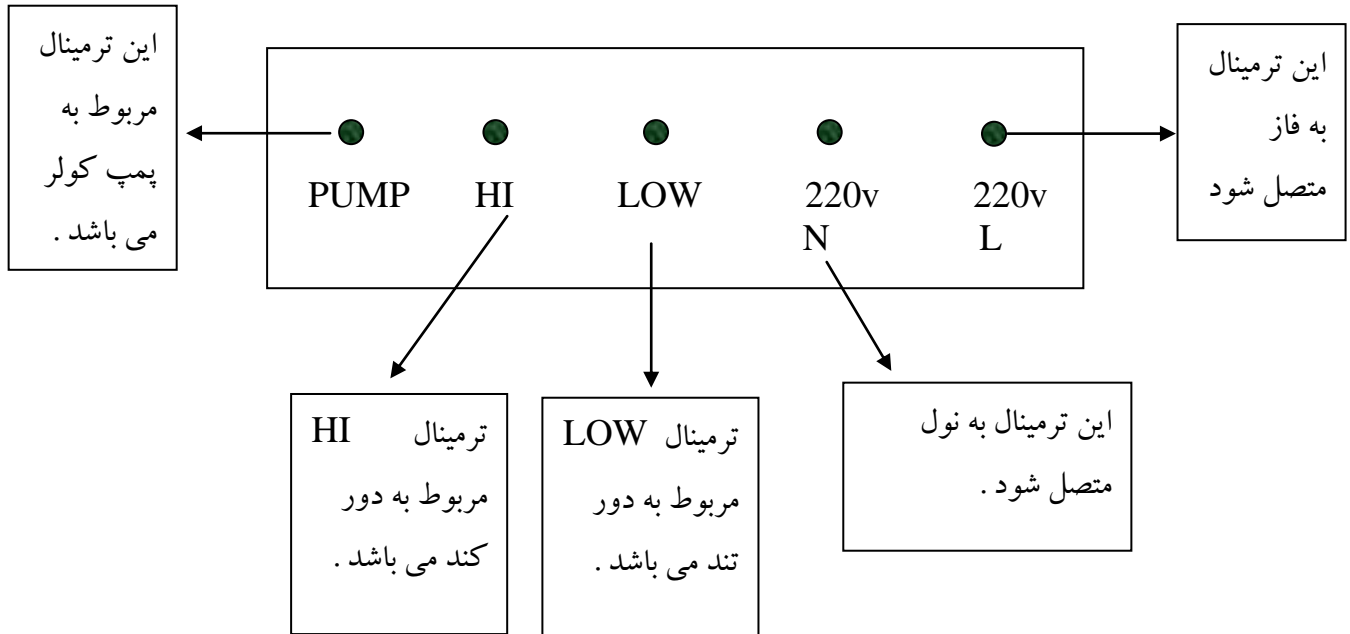 این ترمینال
مربوط به
پمپ کولر
می باشد .
این ترمینال
به فاز
متصل شود
PUMP HI LOW 220v 220v
N L
ترمینال HI
مربوط به دور
کند می باشد .
ترمینال LOW
مربوط به دور
تند می باشد .
این ترمینال به نول
متصل شود .